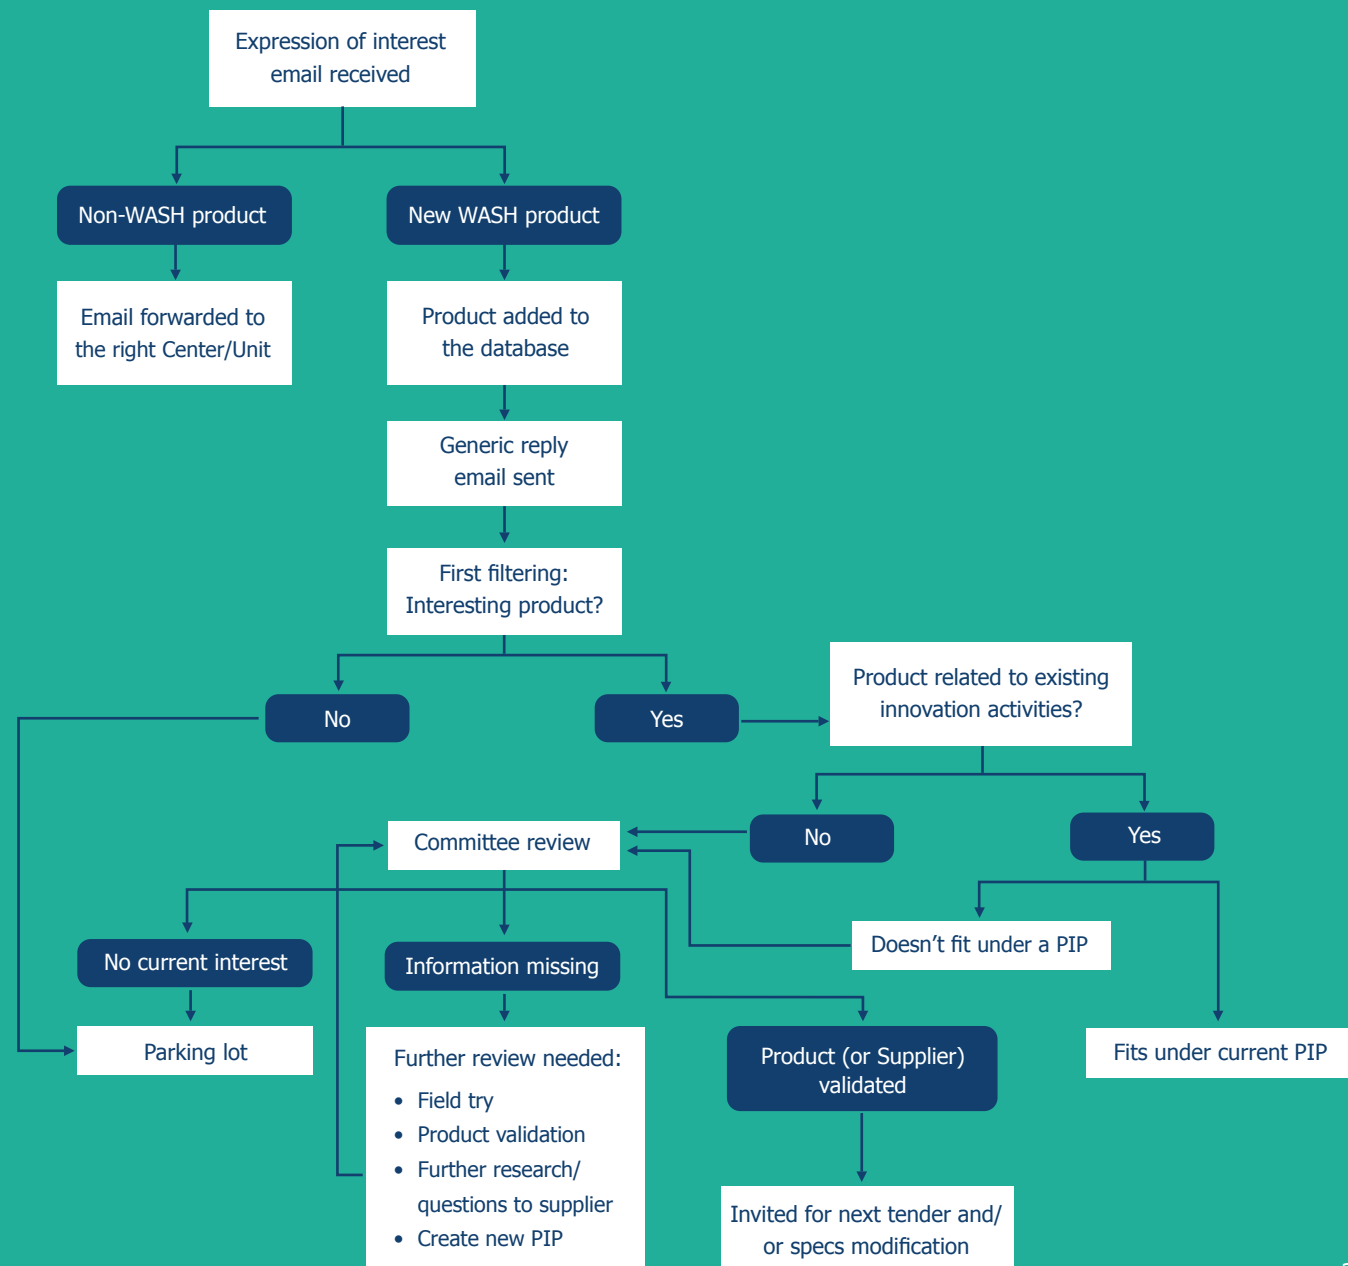 Expression of interest
email received
Non-WASH product
New WASH product
Email forwarded to
the right Center/Unit
Product added to
the database
Generic reply
email sent
First filtering:
Interesting product?
No
Yes
Product related to existing
innovation activities?
No
Yes
Committee review
Doesn't fit under a PIP
Fits under current PIP
No current interest
Information missing
Parking lot
Further review needed:
• Field try
• Product validation
• Further research/
questions to supplier
• Create new PIP
Product (or Supplier)
validated
Invited for next tender and/
or specs modification